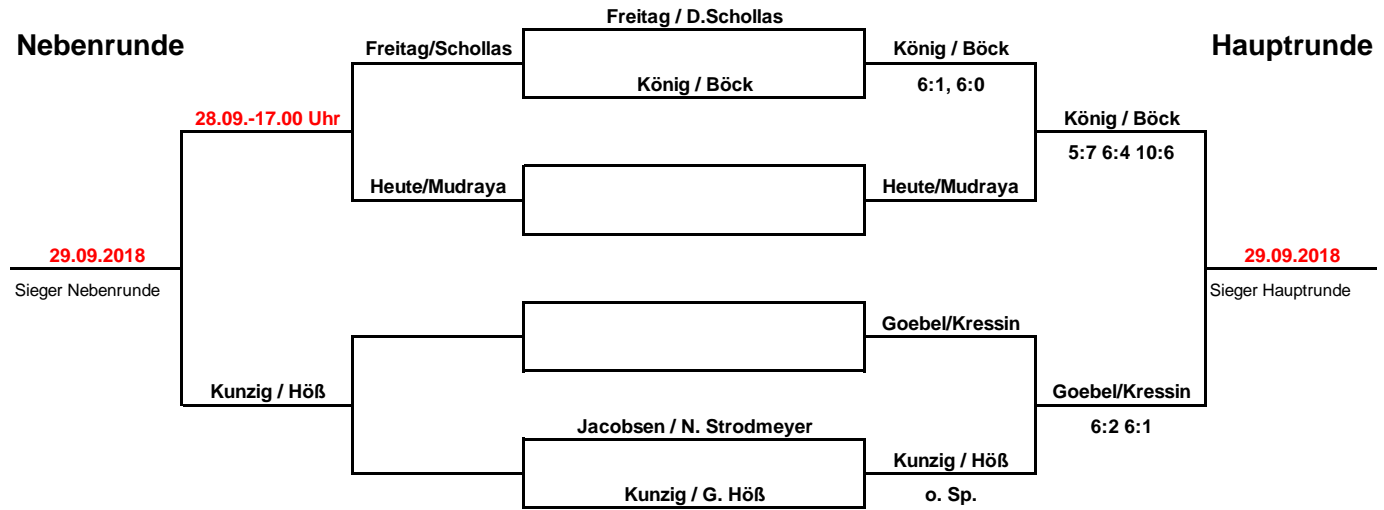 Freitag / D.Schollas
Nebenrunde
Freitag/Schollas
König / Böck
Hauptrunde
König / Böck
6:1, 6:0
28.09.-17.00 Uhr
König / Böck
5:7 6:4 10:6
Heute/Mudraya
Heute/Mudraya
29.09.2018
29.09.2018
Sieger Nebenrunde
Sieger Hauptrunde
Goebel/Kressin
Kunzig / Höß
Goebel/Kressin
Jacobsen / N. Strodmeyer
6:2 6:1
Kunzig / Höß
Kunzig / G. Höß
o. Sp.